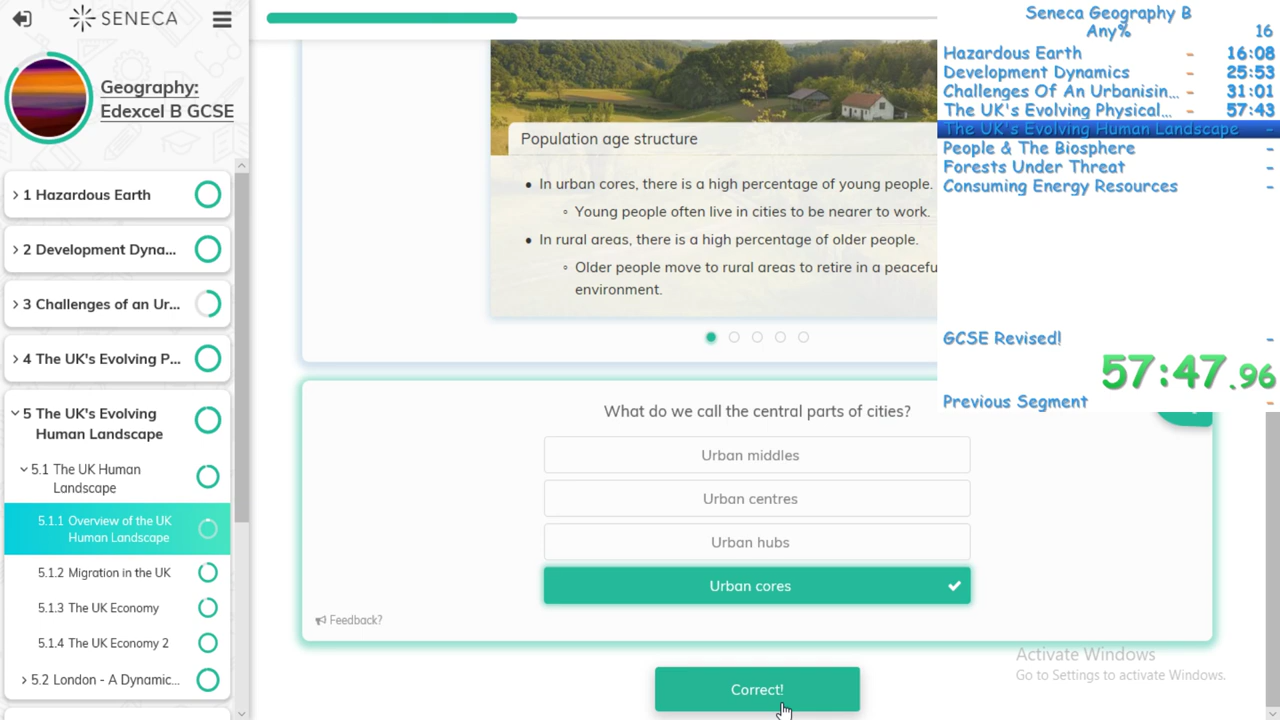 SENECA
Geography:
Edexcel B GCSE
1 Hazardous Earth
2 Development Dyna...
3 Challenges of an Ur...
4 The UK's Evolving P...
5 The UK's Evolving
Human Landscape
5.1 The UK Human
Landscape
5.1.1 Overview of the UK
Human Landscape
5.1.2 Migration in the UK
5.1.3 The UK Economy
5.1.4 The UK Economy 2
5.2 London - A Dynamic...
Population age structure
• In urban cores, there is a high percentage of young people.
◦ Young people often live in cities to be nearer to work.
• In rural areas, there is a high percentage of older people.
◦ Older people move to rural areas to retire in a peacefu
environment.
What do we call the central parts of cities?
Urban middles
Urban centres
Urban hubs
Urban cores
Feedback?
Correct!
Seneca Geography B
Any% 16
Hazardous Earth - 16:08
Development Dynamics - 25:53
Challenges Of An Urbanisin... - 31:01
The UK's Evolving Physical... - 57:43
The UK's Evolving Human Landscape -
People & The Biosphere -
Forests Under Threat -
Consuming Energy Resources -
GCSE Revised! -
57:47.96
Previous Segment -
Activate Windows
Go to Settings to activate Windows.